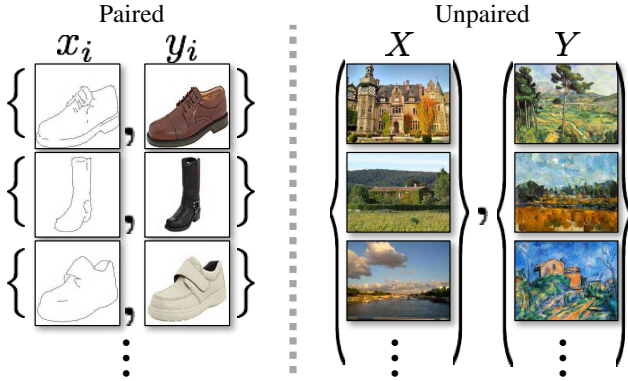 Paired
x_i y_i
{ , }
{ , }
{ , }
⋮
Unpaired
X Y
{ } , { }
⋮ ⋮